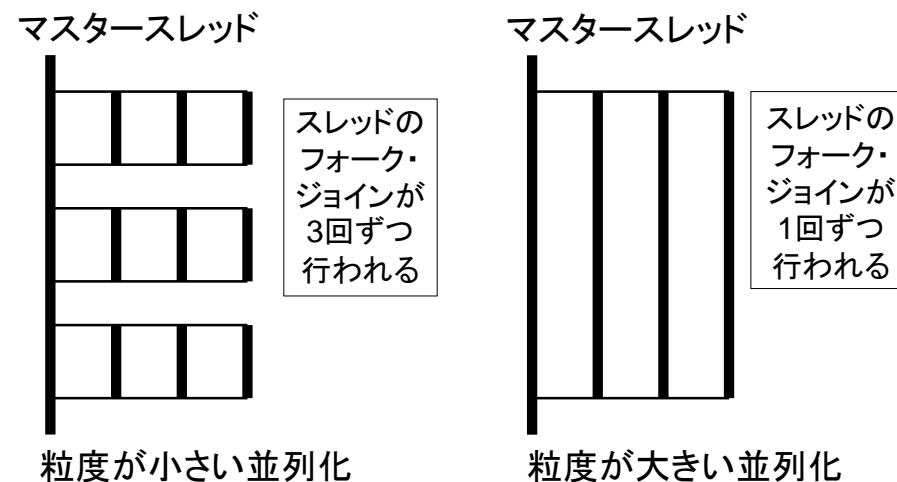 マスタースレッド
スレッドの
フォーク・
ジョインが
3回ずつ
行われる
粒度が小さい並列化
マスタースレッド
スレッドの
フォーク・
ジョインが
1回ずつ
行われる
粒度が大きい並列化